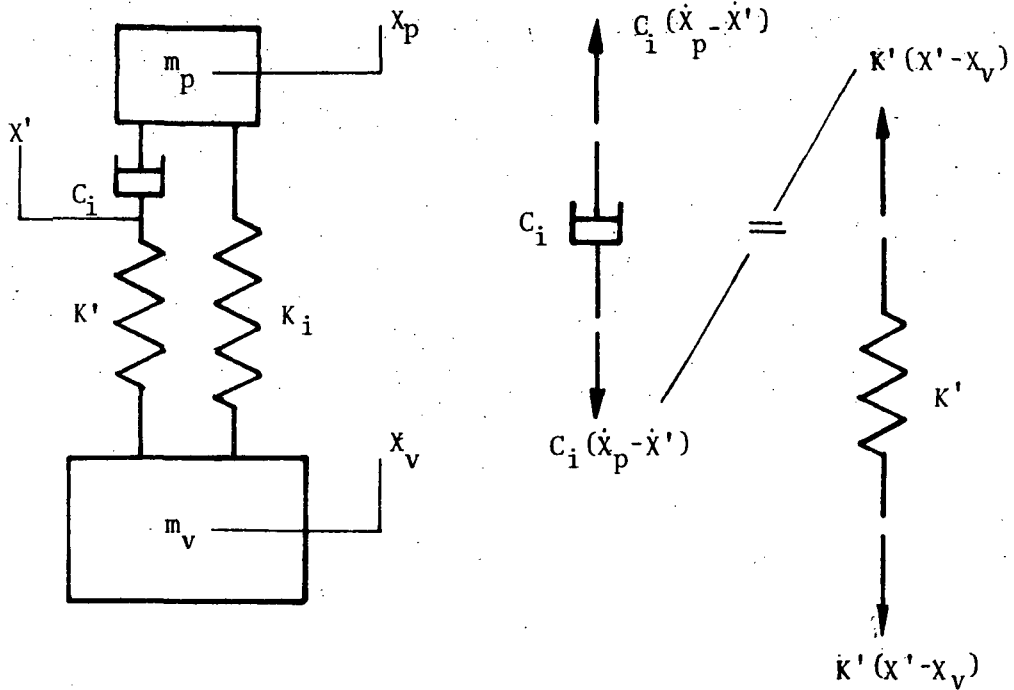 X_p
m_p
X'
C_i
K'
K_i
X_v
m_v
C_i(Ẋ_p-Ẋ')
C_i
C_i(Ẋ_p-Ẋ')
=
K'(X'-X_v)
K'
K'(X'-X_v)